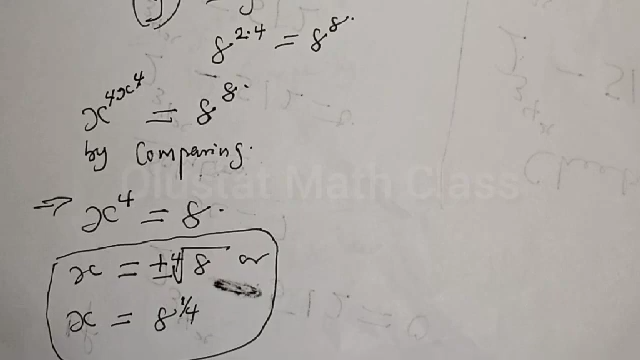 8^{2·4} = 8^8.
x^{4x^4} = 8^8.
by Comparing.
Olustat Math Class
⇒ x^4 = 8.
x = ±∜8 or
x = 8^{1/4}